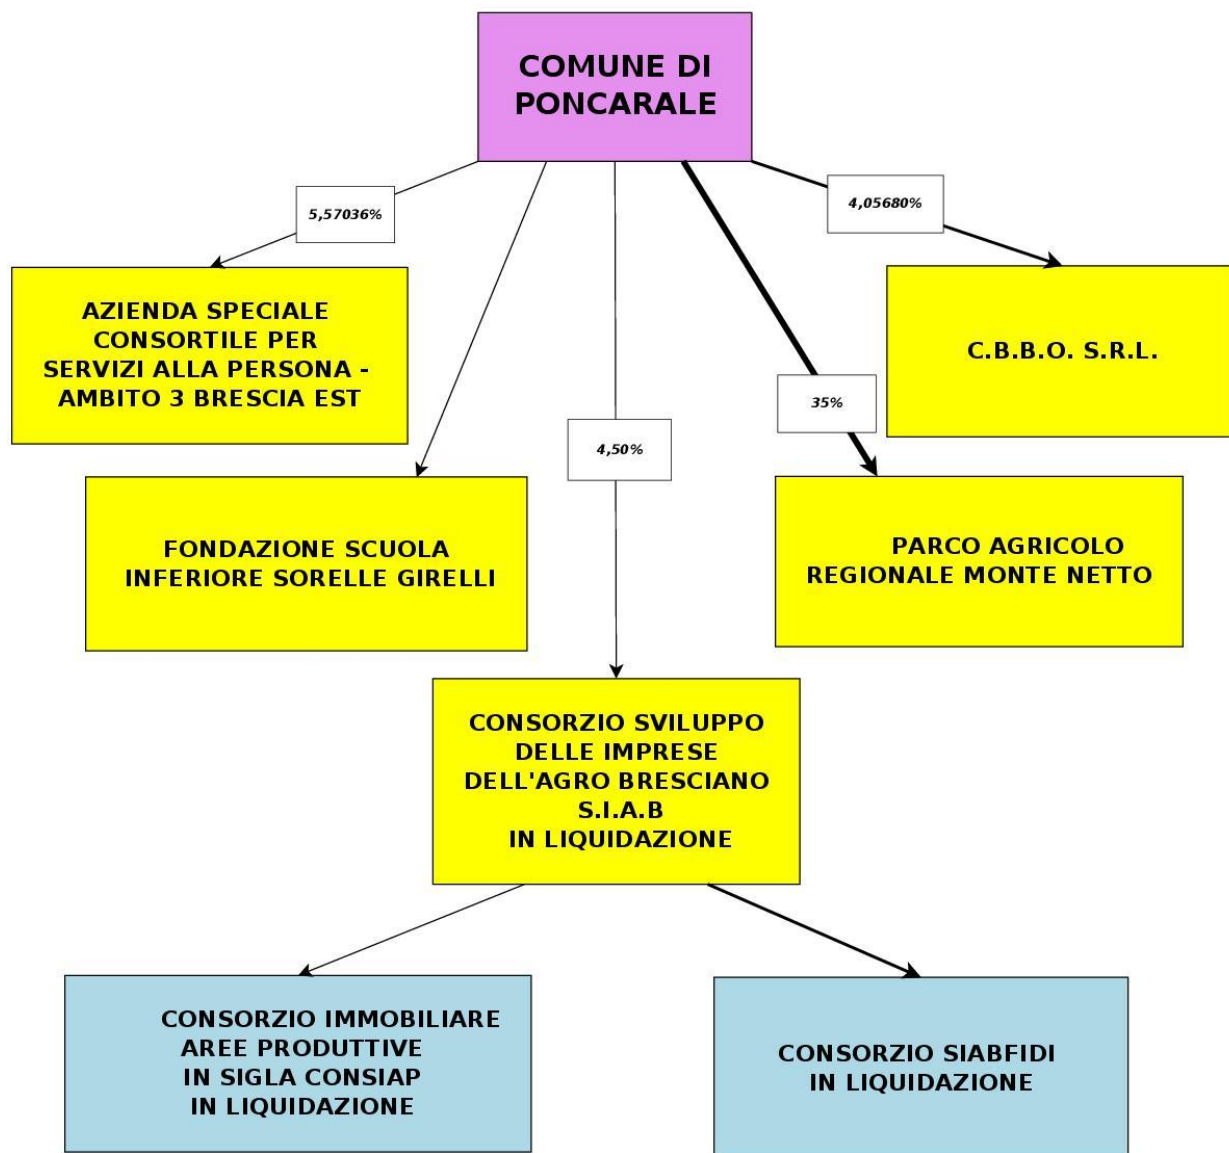 COMUNE DI
PONCARALE
5,57036%
4,05680%
AZIENDA SPECIALE
CONSORTILE PER
SERVIZI ALLA PERSONA -
AMBITO 3 BRESCIA EST
C.B.B.O. S.R.L.
35%
4,50%
FONDAZIONE SCUOLA
INFERIORE SORELLE GIRELLI
PARCO AGRICOLO
REGIONALE MONTE NETTO
CONSORZIO SVILUPPO
DELLE IMPRESE
DELL'AGRO BRESCIANO
S.I.A.B
IN LIQUIDAZIONE
CONSORZIO IMMOBILIARE
AREE PRODUTTIVE
IN SIGLA CONSIAP
IN LIQUIDAZIONE
CONSORZIO SIABFIDI
IN LIQUIDAZIONE